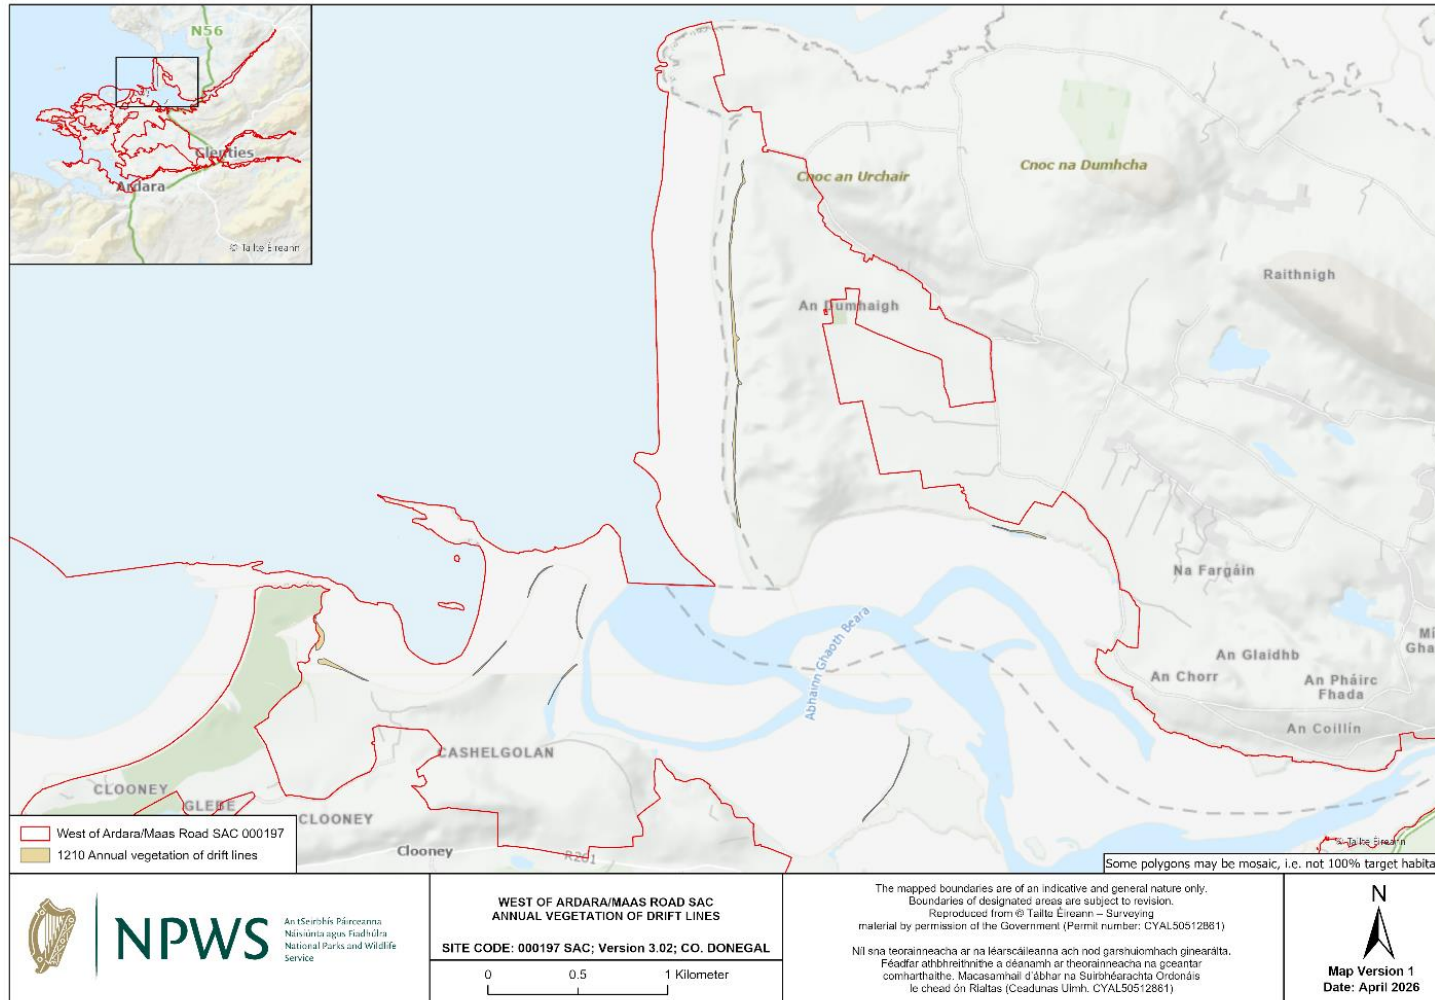 N56
Glenties
Ardara
© Tailte Éireann
Cnoc an Urchair
Cnoc na Dumhcha
Raithnigh
An Dumhaigh
Na Fargáin
An Glaidhb
An Chorr
An Pháirc
Fhada
An Coillín
Abhainn Ghaoth Beara
CASHELGOLAN
CLOONEY
GLEBE
CLOONEY
Clooney
R261
© Tailte Éireann
West of Ardara/Maas Road SAC 000197
1210 Annual vegetation of drift lines
Some polygons may be mosaic, i.e. not 100% target habita
NPWS
An tSeirbhís Páirceanna
Náisiúnta agus Fiadhúlra
National Parks and Wildlife
Service
WEST OF ARDARA/MAAS ROAD SAC
ANNUAL VEGETATION OF DRIFT LINES
SITE CODE: 000197 SAC; Version 3.02; CO. DONEGAL
0 0.5 1 Kilometer
The mapped boundaries are of an indicative and general nature only.
Boundaries of designated areas are subject to revision.
Reproduced from © Tailte Éireann – Surveying
material by permission of the Government (Permit number: CYAL50512861)
Níl sna teorainneacha ar na léarscáileanna ach nod garshuiomhach ginearálta.
Féadfar athbhreithnithe a déanamh ar theorainneacha na gceantar
comharthaithe. Macasamhail d'ábhar na Suirbhéarachta Ordonáis
le chead ón Rialtas (Ceadunas Uimh. CYAL50512861)
N
Map Version 1
Date: April 2026